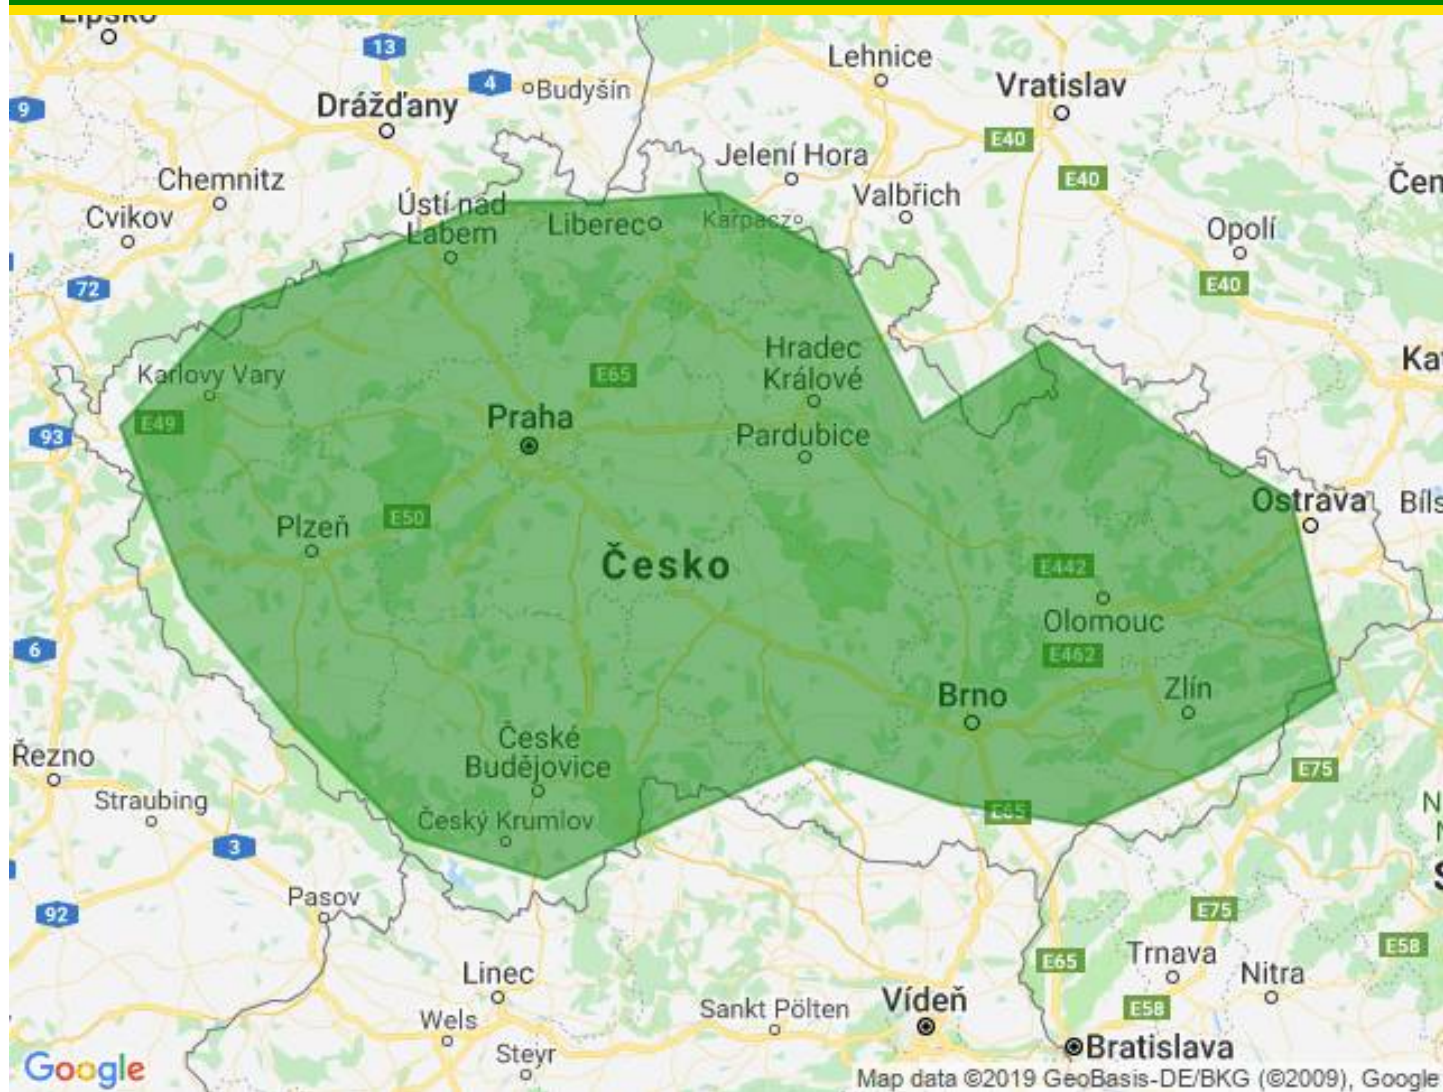 Lipsko
13
Lehnice
4
Budyšín
Vratislav
9
Drážďany
E40
Jelení Hora
Chemnitz
E40
Valbřich
Ústí nad
Labem
Cvikov
Liberec
Karpacz
Opolí
72
E40
Hradec
Králové
Karlovy Vary
E65
Praha
E49
93
Pardubice
Ostrava
E50
Plzeň
Česko
E442
Olomouc
6
E462
Brno
Zlín
České
Budějovice
Řezno
E75
Straubing
Český Krumlov
E65
3
Pasov
92
E75
E58
Linec
Trnava
E65
Nitra
Sankt Pölten
Vídeň
E58
Wels
Steyr
Bratislava
Google
Map data ©2019 GeoBasis-DE/BKG (©2009), Google